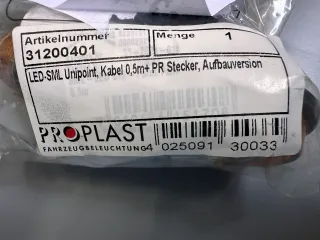 Artikelnummer Menge 1
31200401
LED-SML Unipoint, Kabel 0,5m+ PR Stecker, Aufbauversion
PROPLAST
FAHRZEUGBELEUCHTUNG
4 025091 30033